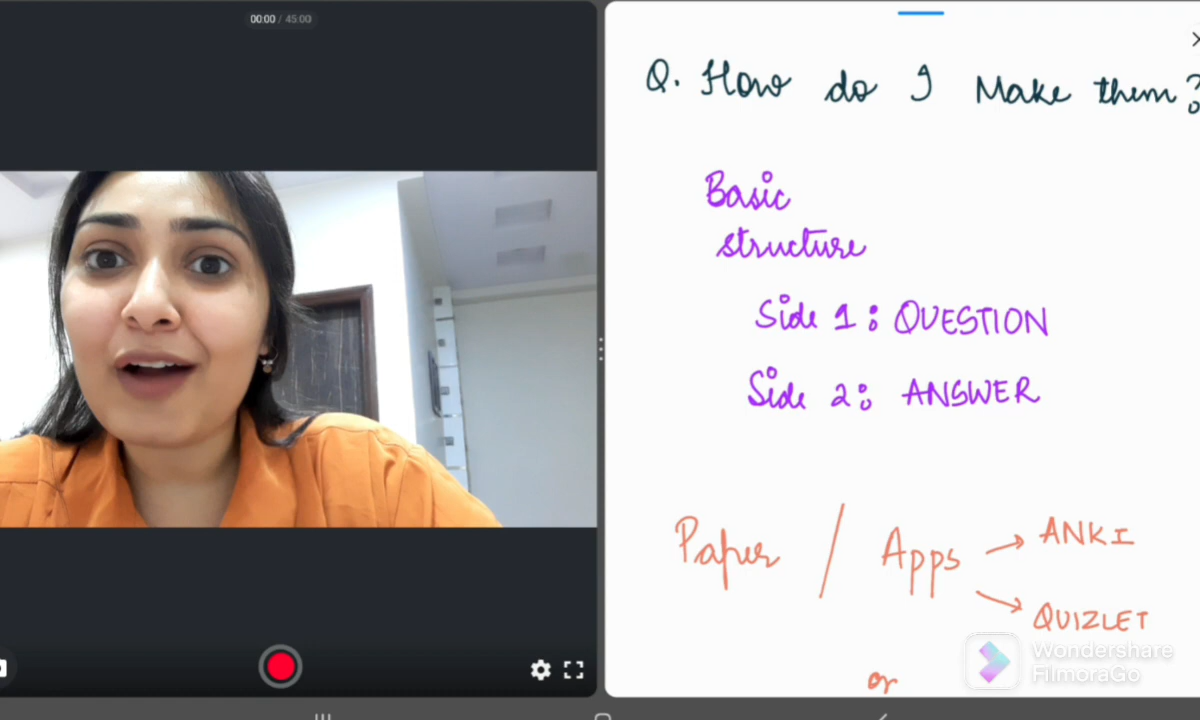 00:00 / 45:00
Q. How do I Make them?
Basic
structure
Side 1: QUESTION
Side 2: ANSWER
Paper / Apps → ANKI
→ QUIZLET
or
Wondershare
FilmoraGo